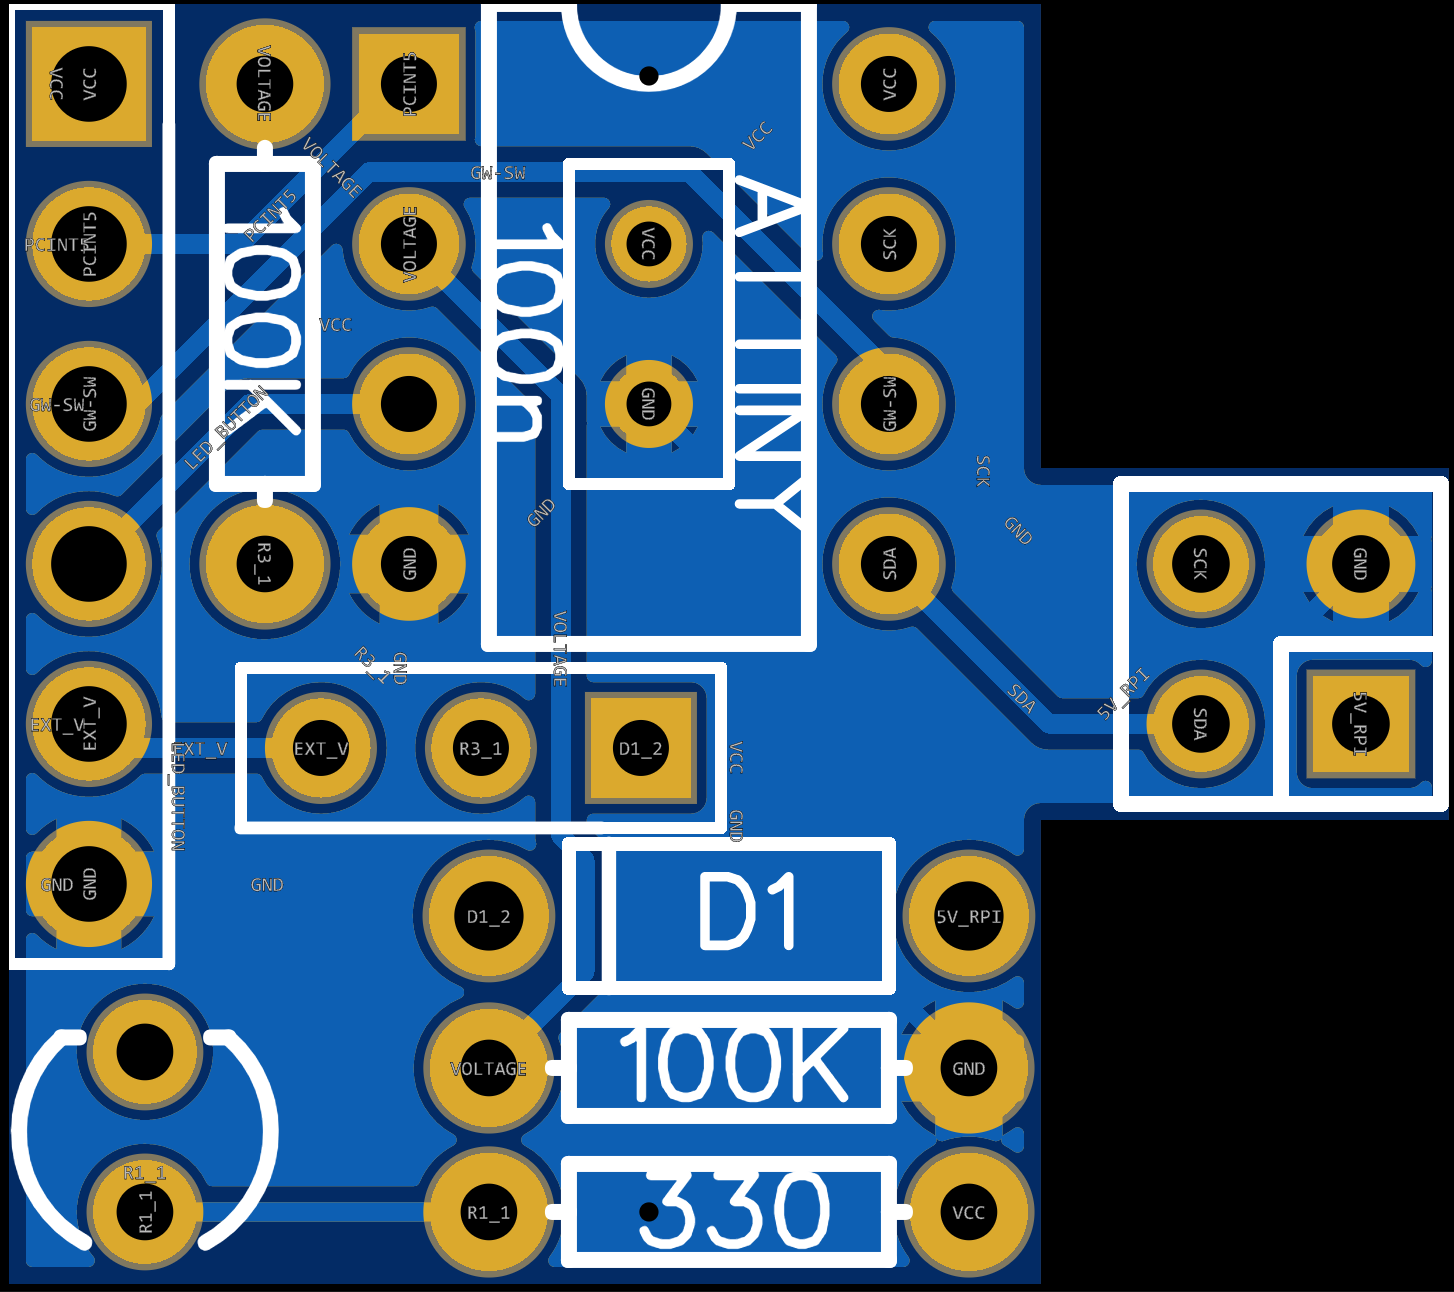 VCC
VCC
VOLTAGE
PCINT5
VCC
VCC
VOLTAGE
GW-SW
PCINT5
PCINT5
PCINT5
100K
VOLTAGE
100n
VCC
ATTINY
SCK
VCC
GW-SW
GW-SW
LED_BUTTON
GND
GW-SW
SCK
GND
GND
R3_1
GND
SDA
SCK
GND
VOLTAGE
R3_1
GND
EXT_V
EXT_V
EXT_V
LED_BUTTON
EXT_V
R3_1
D1_2
VCC
SDA
5V_RPI
SDA
5V_RPI
GND
GND
GND
GND
D1_2
D1
5V_RPI
VOLTAGE
100K
GND
R1_1
R1_1
R1_1
330
VCC